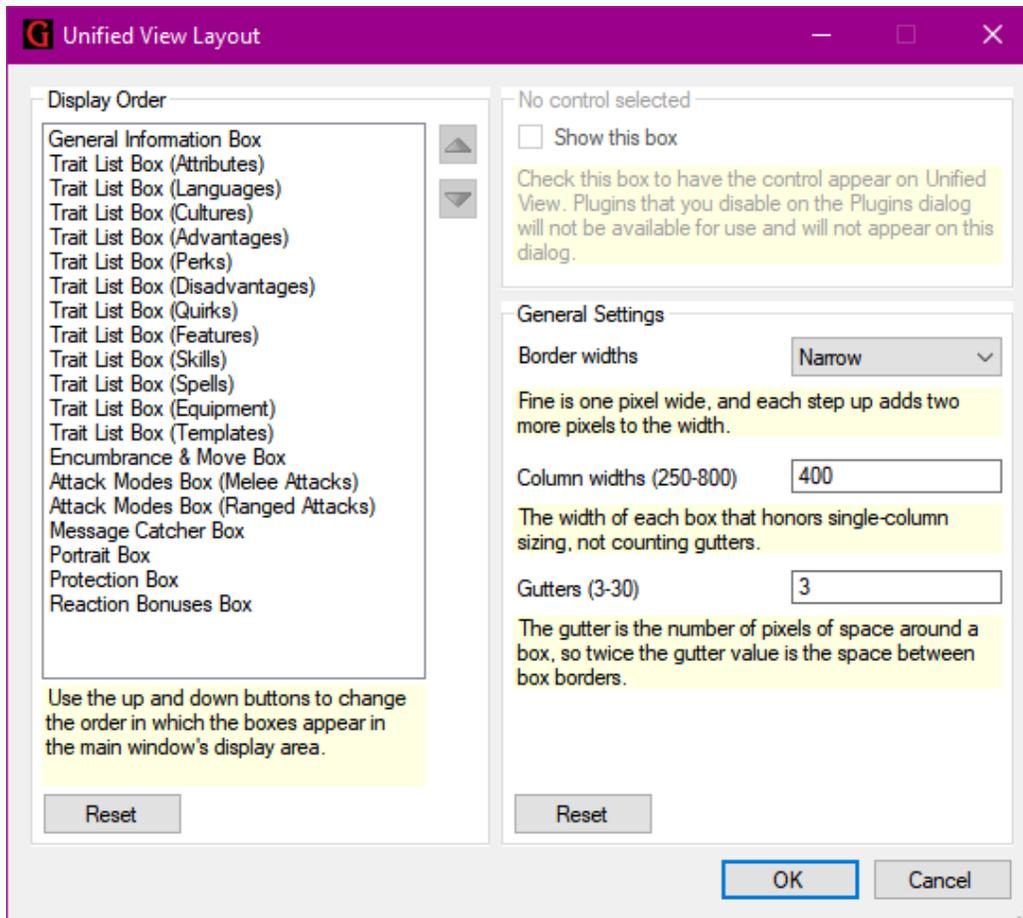 G Unified View Layout
Display Order
General Information Box
Trait List Box (Attributes)
Trait List Box (Languages)
Trait List Box (Cultures)
Trait List Box (Advantages)
Trait List Box (Perks)
Trait List Box (Disadvantages)
Trait List Box (Quirks)
Trait List Box (Features)
Trait List Box (Skills)
Trait List Box (Spells)
Trait List Box (Equipment)
Trait List Box (Templates)
Encumbrance & Move Box
Attack Modes Box (Melee Attacks)
Attack Modes Box (Ranged Attacks)
Message Catcher Box
Portrait Box
Protection Box
Reaction Bonuses Box
Use the up and down buttons to change
the order in which the boxes appear in
the main window's display area.
Reset
No control selected
Show this box
Check this box to have the control appear on Unified
View. Plugins that you disable on the Plugins dialog
will not be available for use and will not appear on this
dialog.
General Settings
Border widths Narrow
Fine is one pixel wide, and each step up adds two
more pixels to the width.
Column widths (250-800) 400
The width of each box that honors single-column
sizing, not counting gutters.
Gutters (3-30) 3
The gutter is the number of pixels of space around a
box, so twice the gutter value is the space between
box borders.
Reset
OK Cancel